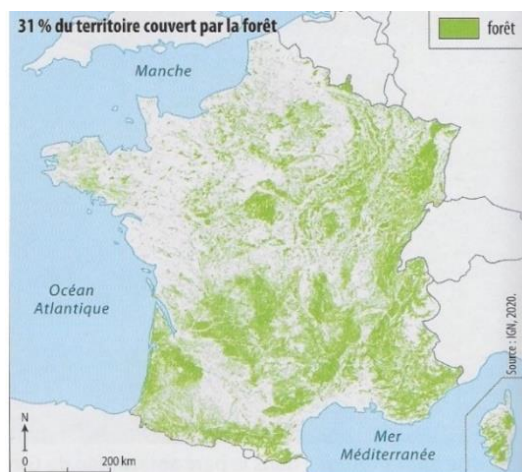 31 % du territoire couvert par la forêt
forêt
Manche
Océan
Atlantique
Source : IGN, 2020.
N
0
200 km
Mer
Méditerranée